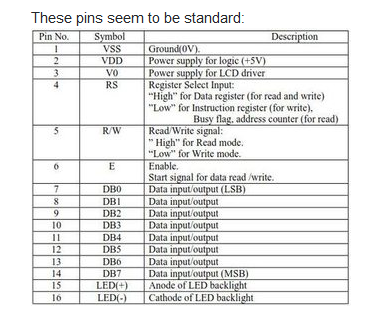 These pins seem to be standard:
Pin No. Symbol Description
1 VSS Ground(0V).
2 VDD Power supply for logic (+5V)
3 V0 Power supply for LCD driver
4 RS Register Select Input:
“High” for Data register (for read and write)
"Low" for Instruction register (for write),
Busy flag, address counter (for read)
5 R/W Read/Write signal:
” High” for Read mode.
“Low” for Write mode.
6 E Enable.
Start signal for data read /write.
7 DB0 Data input/output (LSB)
8 DB1 Data input/output
9 DB2 Data input/output
10 DB3 Data input/output
11 DB4 Data input/output
12 DB5 Data input/output
13 DB6 Data input/output
14 DB7 Data input/output (MSB)
15 LED(+) Anode of LED backlight
16 LED(-) Cathode of LED backlight